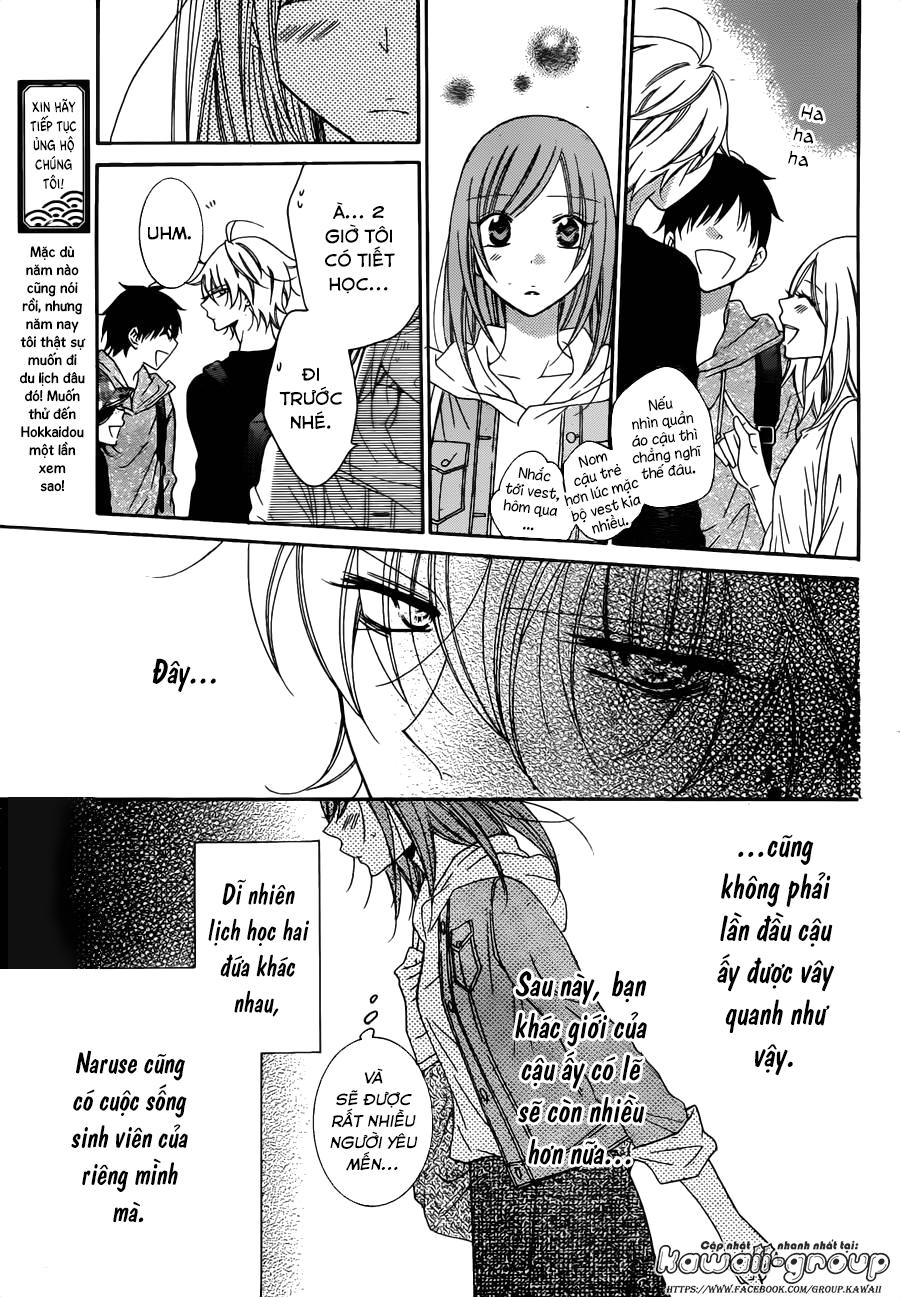 Ha
ha
ha
Nếu
nhìn quần
áo cậu thì
chẳng nghĩ
thế đâu.
Nom
cậu trẻ
hơn lúc mặc
bộ vest kia
nhiều.
Nhắc
tới vest,
hôm qua
...
À... 2
GIỜ TÔI
CÓ TIẾT
HỌC...
ĐI
TRƯỚC
NHÉ.
UHM.
XIN HÃY
TIẾP TỤC
ỦNG HỘ
CHÚNG
TÔI!
Mặc dù
năm nào
cũng nói
rồi, nhưng
năm nay
tôi thật sự
muốn đi
du lịch đâu
đó! Muốn
thử đến
Hokkaidou
một lần
xem
sao!
Đây...
...cũng
không phải
lần đầu cậu
ấy được vây
quanh như
vậy.
Sau này, bạn
khác giới của
cậu ấy có lẽ
sẽ còn nhiều
hơn nữa...
VÀ
SẼ ĐƯỢC
RẤT NHIỀU
NGƯỜI YÊU
MẾN...
Dĩ nhiên
lịch học hai
đứa khác
nhau,
Naruse cũng
có cuộc sống
sinh viên của
riêng mình
mà.
Cập nhật nhanh nhất tại:
kawaii-group
HTTPS://WWW.FACEBOOK.COM/GROUP.KAWAII